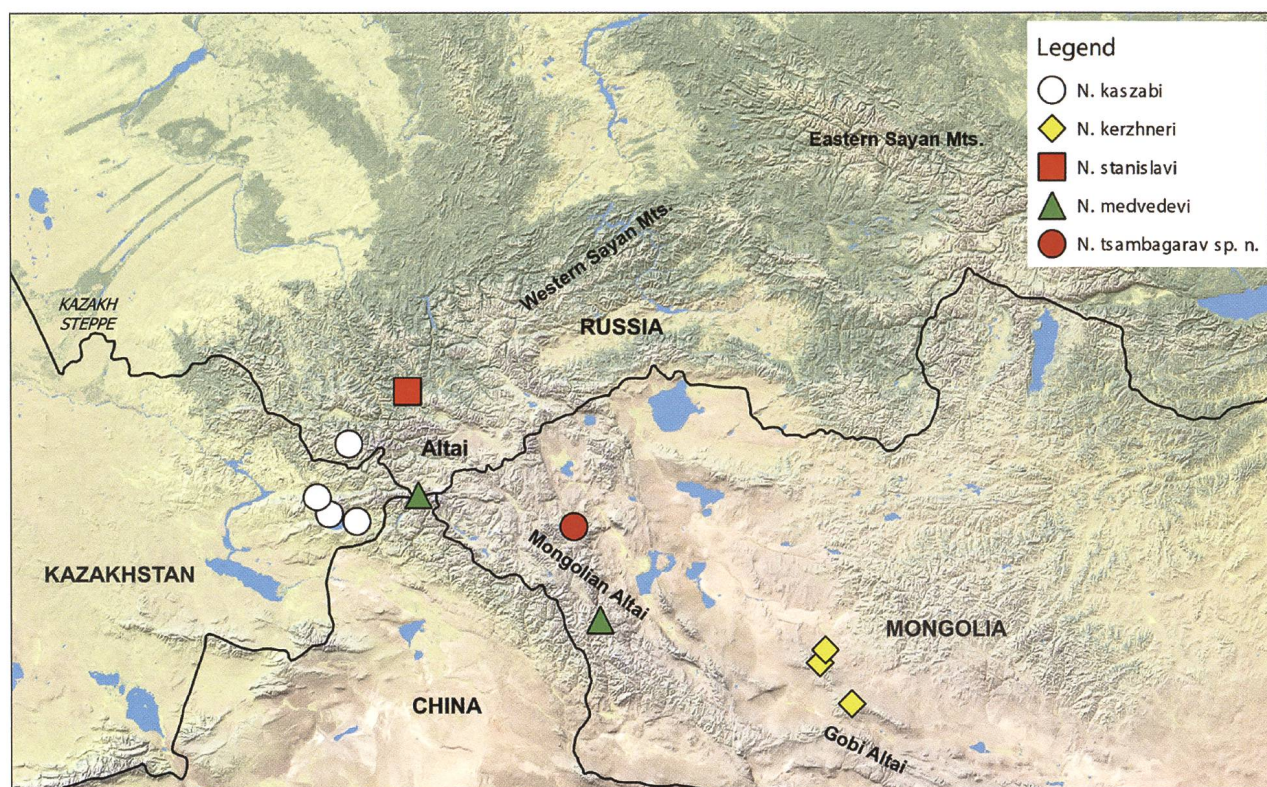 Legend
N. kaszabi
N. kerzhneri
N. stanislavi
N. medvedevi
N. tsambagarav sp. n.
Eastern Sayan Mts.
Western Sayan Mts.
KAZAKH
STEPPE
RUSSIA
Altai
KAZAKHSTAN
Mongolian Altai
MONGOLIA
CHINA
Gobi Altai